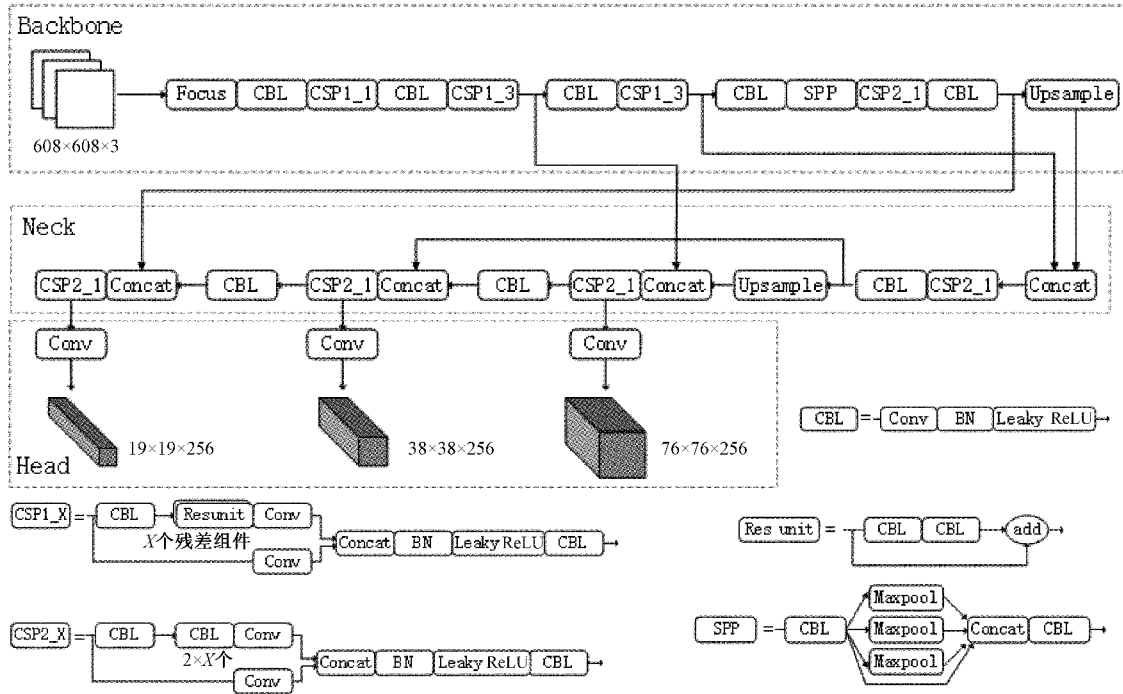 Backbone
Focus CBL CSP1_1 CBL CSP1_3 CBL CSP1_3 CBL SPP CSP2_1 CBL Upsample
608×608×3
Neck
CSP2_1 Concat CBL CSP2_1 Concat CBL CSP2_1 Concat Upsample CBL CSP2_1 Concat
Conv Conv Conv
CBL = Conv BN Leaky ReLU
19×19×256 38×38×256 76×76×256
Head
CSP1_X = CBL Resunit Conv
X个残差组件
Conv
Concat BN Leaky ReLU CBL
Res unit = CBL CBL add
CSP2_X = CBL CBL Conv
2×X个
Conv
Concat BN Leaky ReLU CBL
SPP = CBL Maxpool Maxpool Maxpool Concat CBL